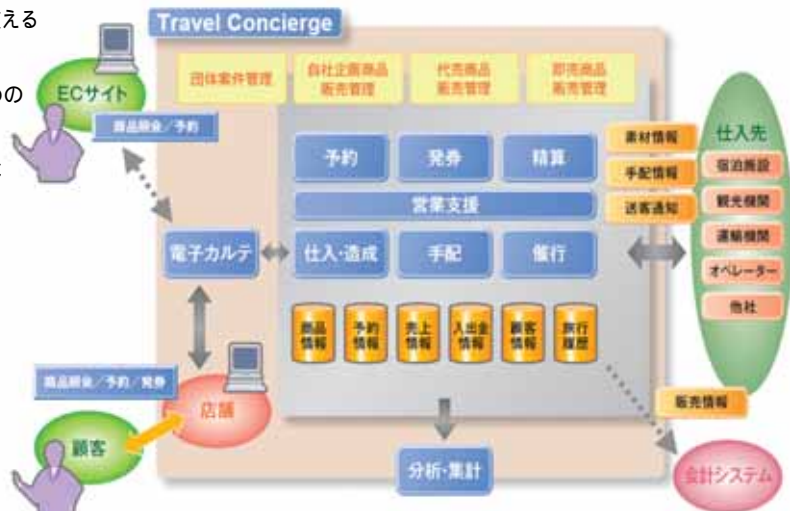 える
Travel Concierge
団体案件管理
自社企画商品
販売管理
代売商品
販売管理
即売商品
販売管理
ECサイト
の
商品照会／予約
予約
発券
精算
営業支援
電子カルテ
仕入・造成
手配
催行
素材情報
手配情報
送客通知
仕入先
宿泊施設
観光機関
運輸機関
オペレーター
他社
商品
情報
予約
情報
売上
情報
入出金
情報
顧客
情報
旅行
履歴
商品照会／予約／発券
店舗
顧客
販売情報
分析・集計
会計システム